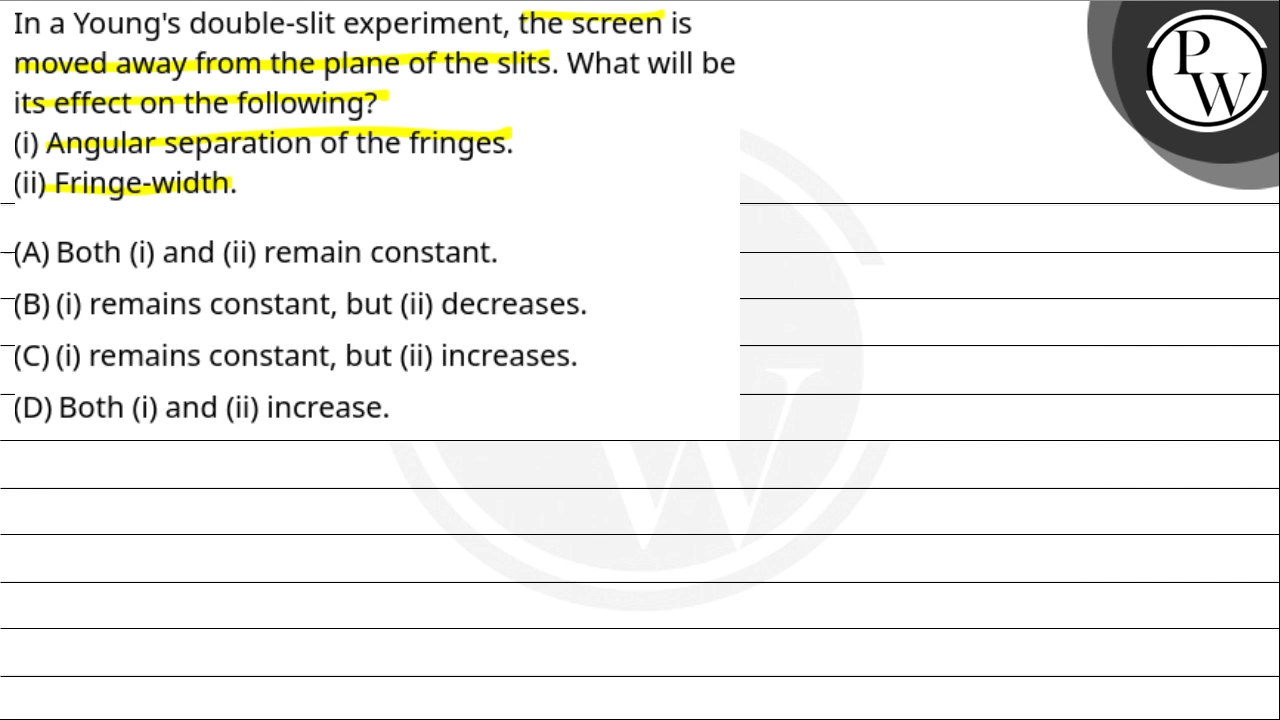 In a Young's double-slit experiment, the screen is
moved away from the plane of the slits. What will be
its effect on the following?
(i) Angular separation of the fringes.
(ii) Fringe-width.
(A) Both (i) and (ii) remain constant.
(B) (i) remains constant, but (ii) decreases.
(C) (i) remains constant, but (ii) increases.
(D) Both (i) and (ii) increase.
P
W
W